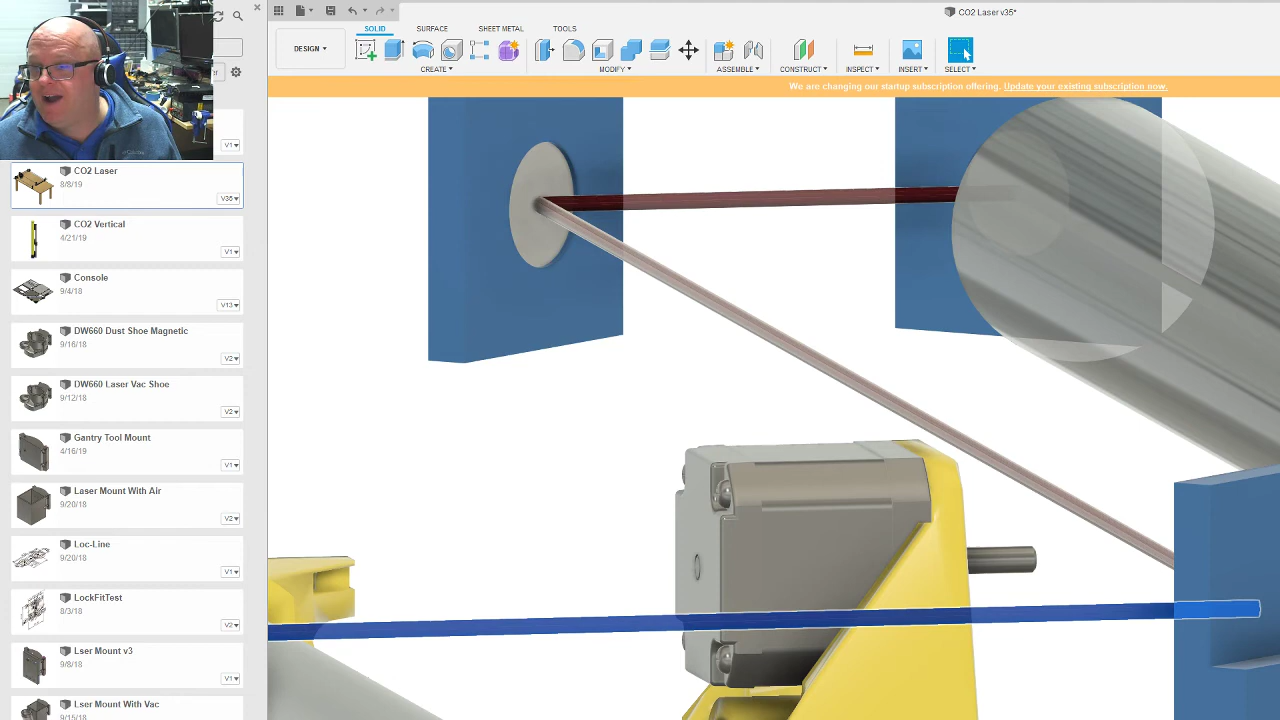 CO2 Laser v35*
SOLID
SURFACE
SHEET METAL
TOOLS
DESIGN
CREATE
MODIFY
ASSEMBLE
CONSTRUCT
INSPECT
INSERT
SELECT
We are changing our startup subscription offering. Update your existing subscription now.
V1
CO2 Laser
8/8/19
V35
CO2 Vertical
4/21/19
V1
Console
9/4/18
V13
DW660 Dust Shoe Magnetic
9/16/18
V2
DW660 Laser Vac Shoe
9/12/18
V2
Gantry Tool Mount
4/16/19
V1
Laser Mount With Air
9/20/18
V2
Loc-Line
9/20/18
V1
LockFitTest
8/3/18
V2
Lser Mount v3
9/8/18
V1
Lser Mount With Vac
9/15/18